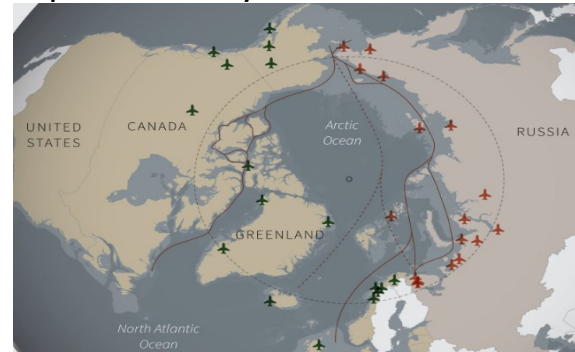 Arctic
Ocean
UNITED
STATES
CANADA
RUSSIA
GREENLAND
North Atlantic
Ocean